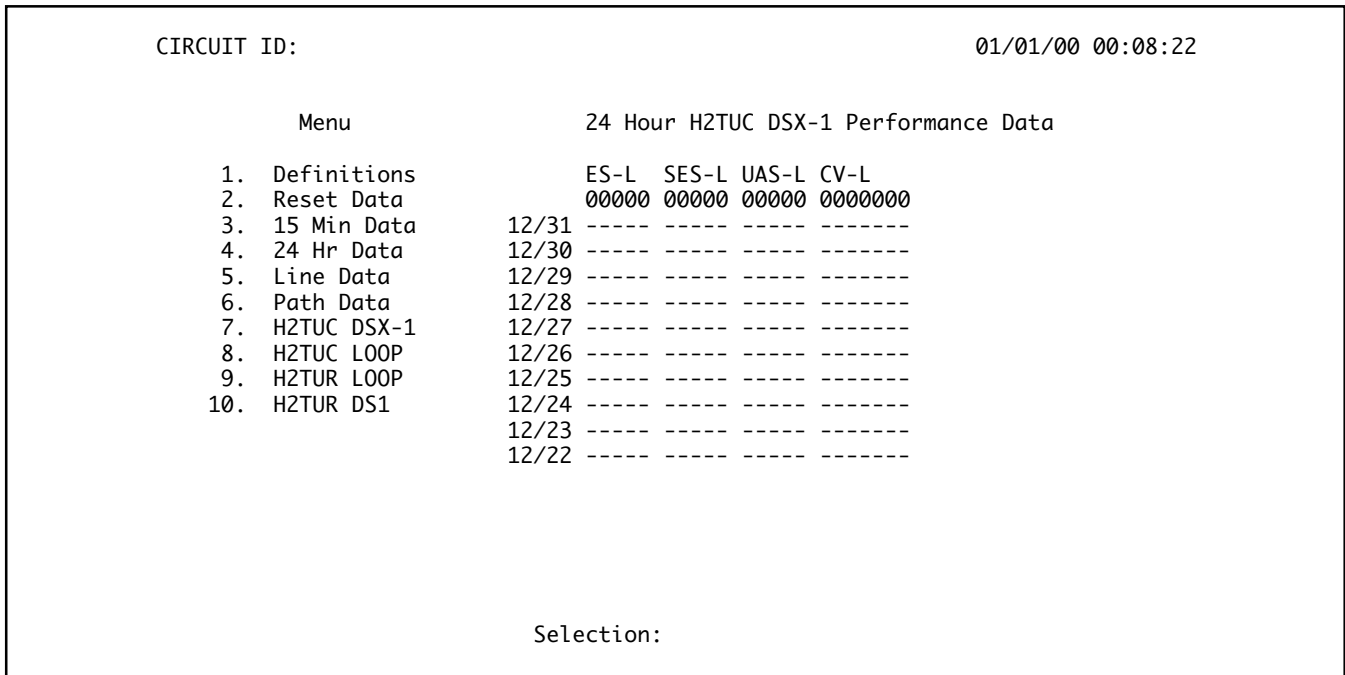 CIRCUIT ID: 01/01/00 00:08:22
Menu 24 Hour H2TUC DSX-1 Performance Data
1. Definitions ES-L SES-L UAS-L CV-L
2. Reset Data 00000 00000 00000 0000000
3. 15 Min Data 12/31 ----- ----- ----- -------
4. 24 Hr Data 12/30 ----- ----- ----- -------
5. Line Data 12/29 ----- ----- ----- -------
6. Path Data 12/28 ----- ----- ----- -------
7. H2TUC DSX-1 12/27 ----- ----- ----- -------
8. H2TUC LOOP 12/26 ----- ----- ----- -------
9. H2TUR LOOP 12/25 ----- ----- ----- -------
10. H2TUR DS1 12/24 ----- ----- ----- -------
12/23 ----- ----- ----- -------
12/22 ----- ----- ----- -------
Selection: